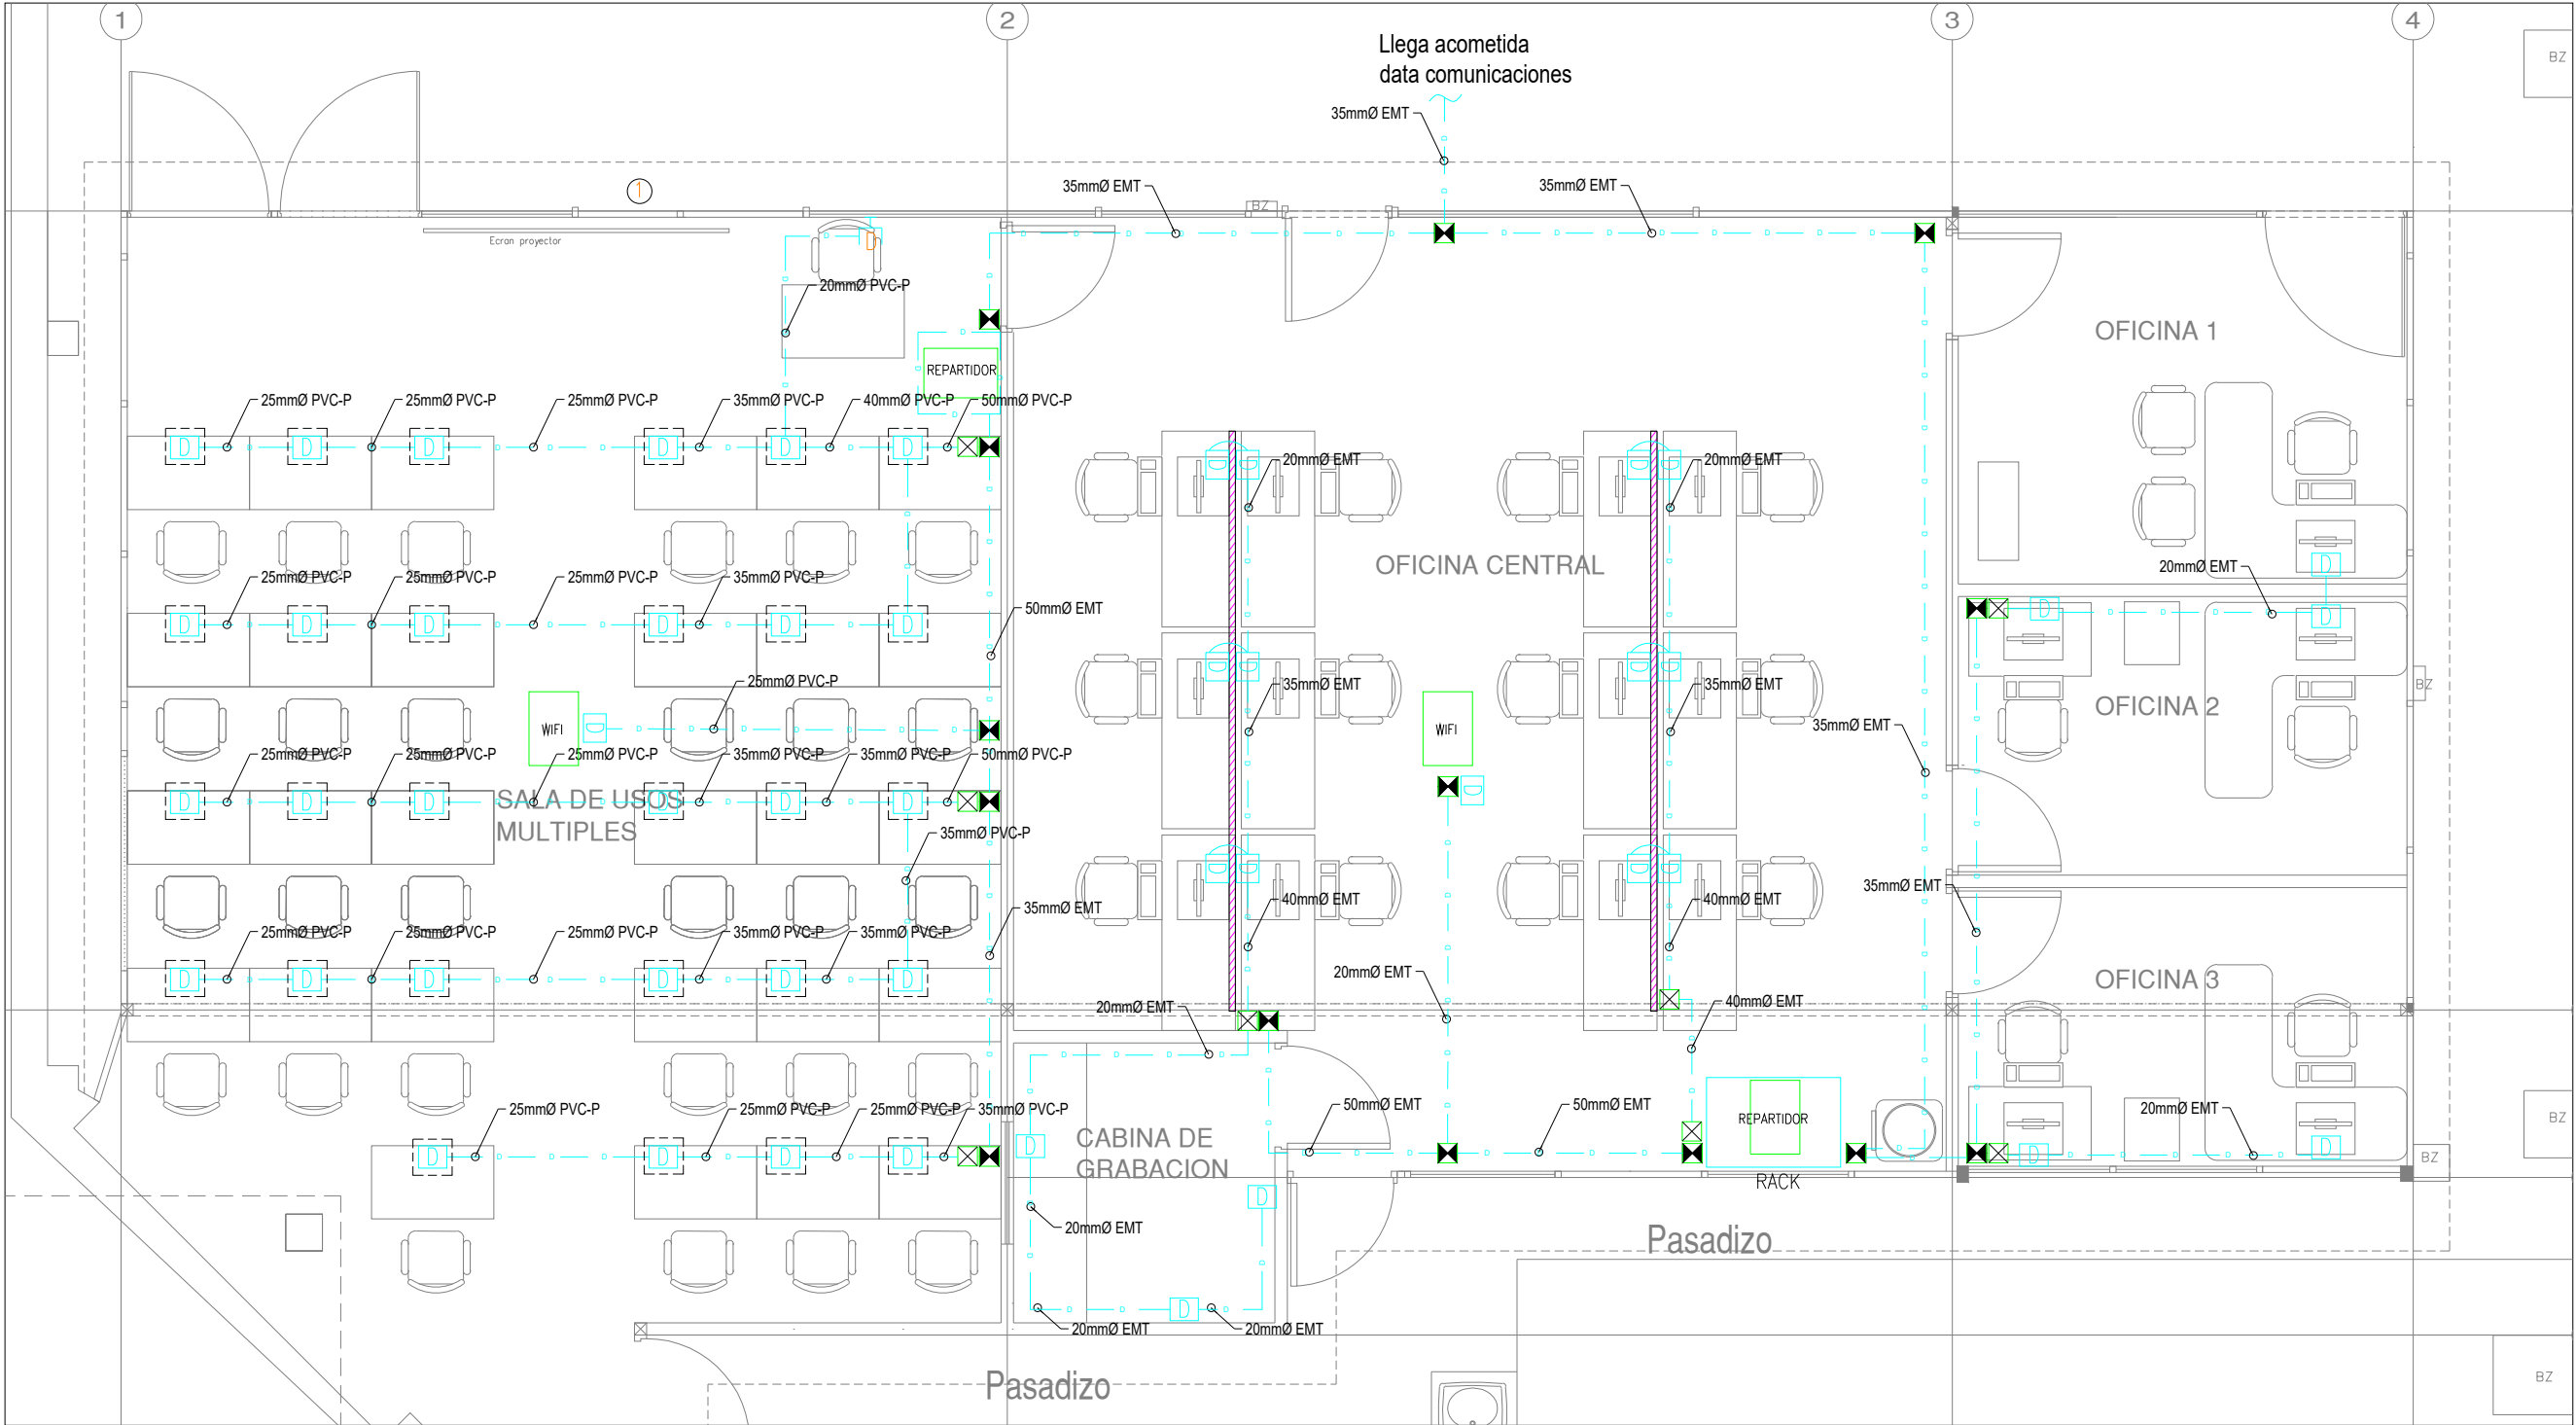 1
2
3
4
Llega acometida
data comunicaciones
BZ
35mmØ EMT
35mmØ EMT
35mmØ EMT
1
BZ
Ecron proyector
20mmØ PVC-P
OFICINA 1
REPARTIDOR
25mmØ PVC-P
25mmØ PVC-P
25mmØ PVC-P
35mmØ PVC-P
40mmØ PVC-P
50mmØ PVC-P
D
D
D
D
D
D
20mmØ EMT
20mmØ EMT
OFICINA CENTRAL
20mmØ EMT
25mmØ PVC-P
25mmØ PVC-P
25mmØ PVC-P
35mmØ PVC-P
50mmØ EMT
D
D
D
D
D
D
D
D
D
25mmØ PVC-P
35mmØ EMT
35mmØ EMT
BZ
OFICINA 2
WIFI
D
WIFI
35mmØ EMT
25mmØ PVC-P
25mmØ PVC-P
25mmØ PVC-P
35mmØ PVC-P
35mmØ PVC-P
50mmØ PVC-P
D
D
D
D
D
D
D
SALA DE USOS
MULTIPLES
35mmØ PVC-P
35mmØ EMT
40mmØ EMT
40mmØ EMT
35mmØ EMT
25mmØ PVC-P
25mmØ PVC-P
25mmØ PVC-P
35mmØ PVC-P
35mmØ PVC-P
D
D
D
D
D
D
20mmØ EMT
OFICINA 3
20mmØ EMT
40mmØ EMT
25mmØ PVC-P
25mmØ PVC-P
25mmØ PVC-P
35mmØ PVC-P
50mmØ EMT
50mmØ EMT
REPARTIDOR
20mmØ EMT
BZ
D
D
D
D
D
D
D
BZ
CABINA DE
GRABACION
RACK
D
20mmØ EMT
Pasadizo
D
20mmØ EMT
20mmØ EMT
Pasadizo
BZ